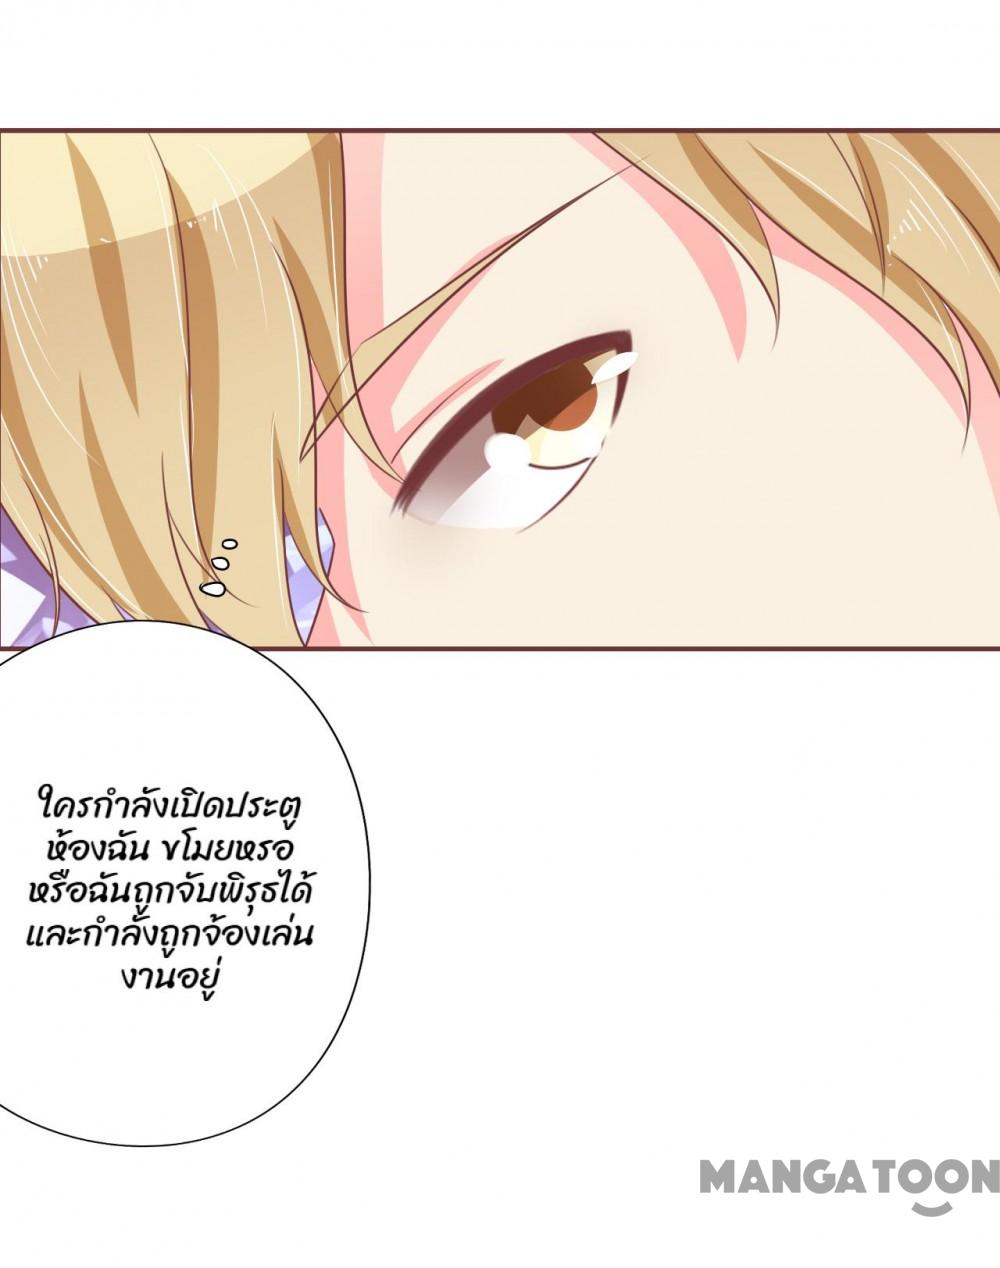 ใครกำลังเปิดประตู
ห้องฉัน ขโมยหรอ
หรือฉันถูกจับพิรุธได้
และกำลังถูกจ้องเล่น
งานอยู่
MANGATOON